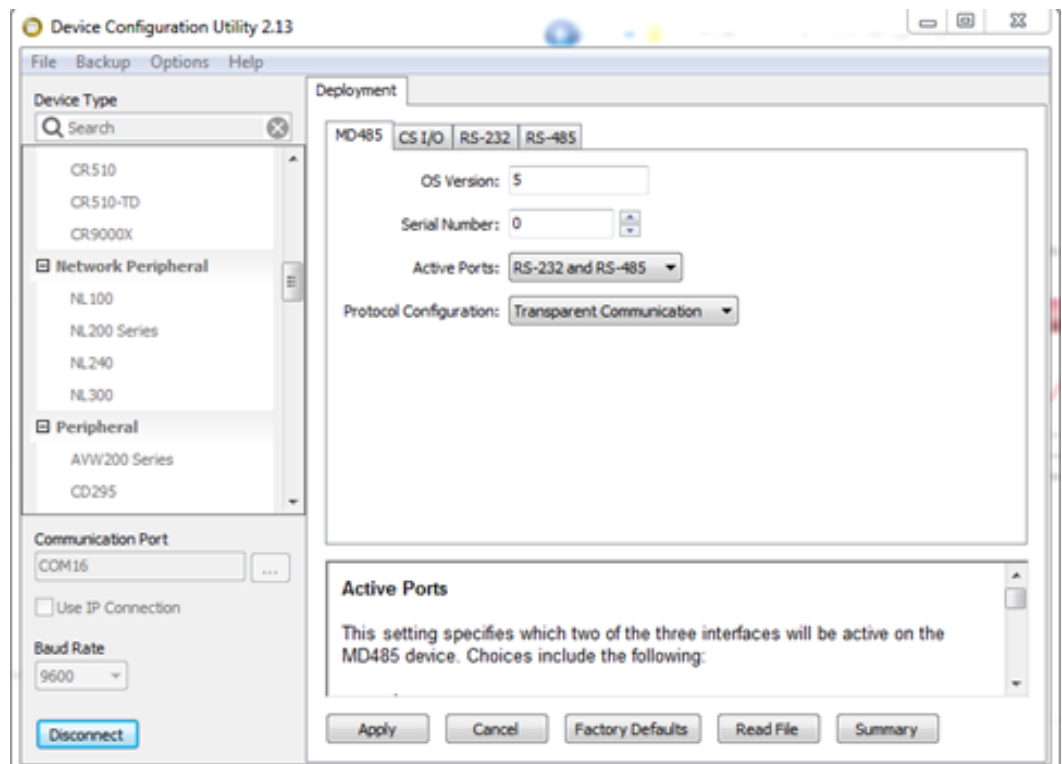 Device Configuration Utility 2.13
File Backup Options Help
Device Type
Search
CR510
CR510-TD
CR9000X
Network Peripheral
NL100
NL200 Series
NL240
NL300
Peripheral
AVW200 Series
CD295
Communication Port
COM16
...
Use IP Connection
Baud Rate
9600
Disconnect
Deployment
MD485 CS I/O RS-232 RS-485
OS Version: 5
Serial Number: 0
Active Ports: RS-232 and RS-485
Protocol Configuration: Transparent Communication
Active Ports
This setting specifies which two of the three interfaces will be active on the
MD485 device. Choices include the following:
Apply Cancel Factory Defaults Read File Summary